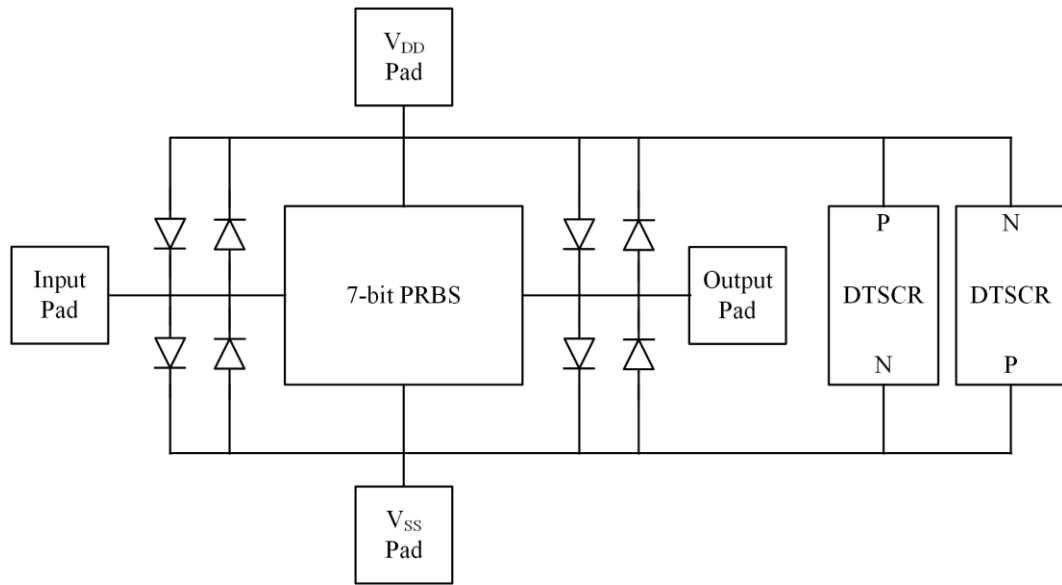 V_DD
Pad
P
N
Input
Pad
7-bit PRBS
Output
Pad
DTSCR
DTSCR
N
P
V_SS
Pad